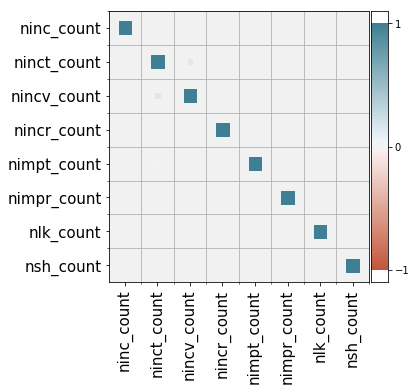 ninc_count
ninct_count
nincv_count
nincr_count
nimpt_count
nimpr_count
nlk_count
nsh_count
ninc_count
ninct_count
nincv_count
nincr_count
nimpt_count
nimpr_count
nlk_count
nsh_count
1
0
−1